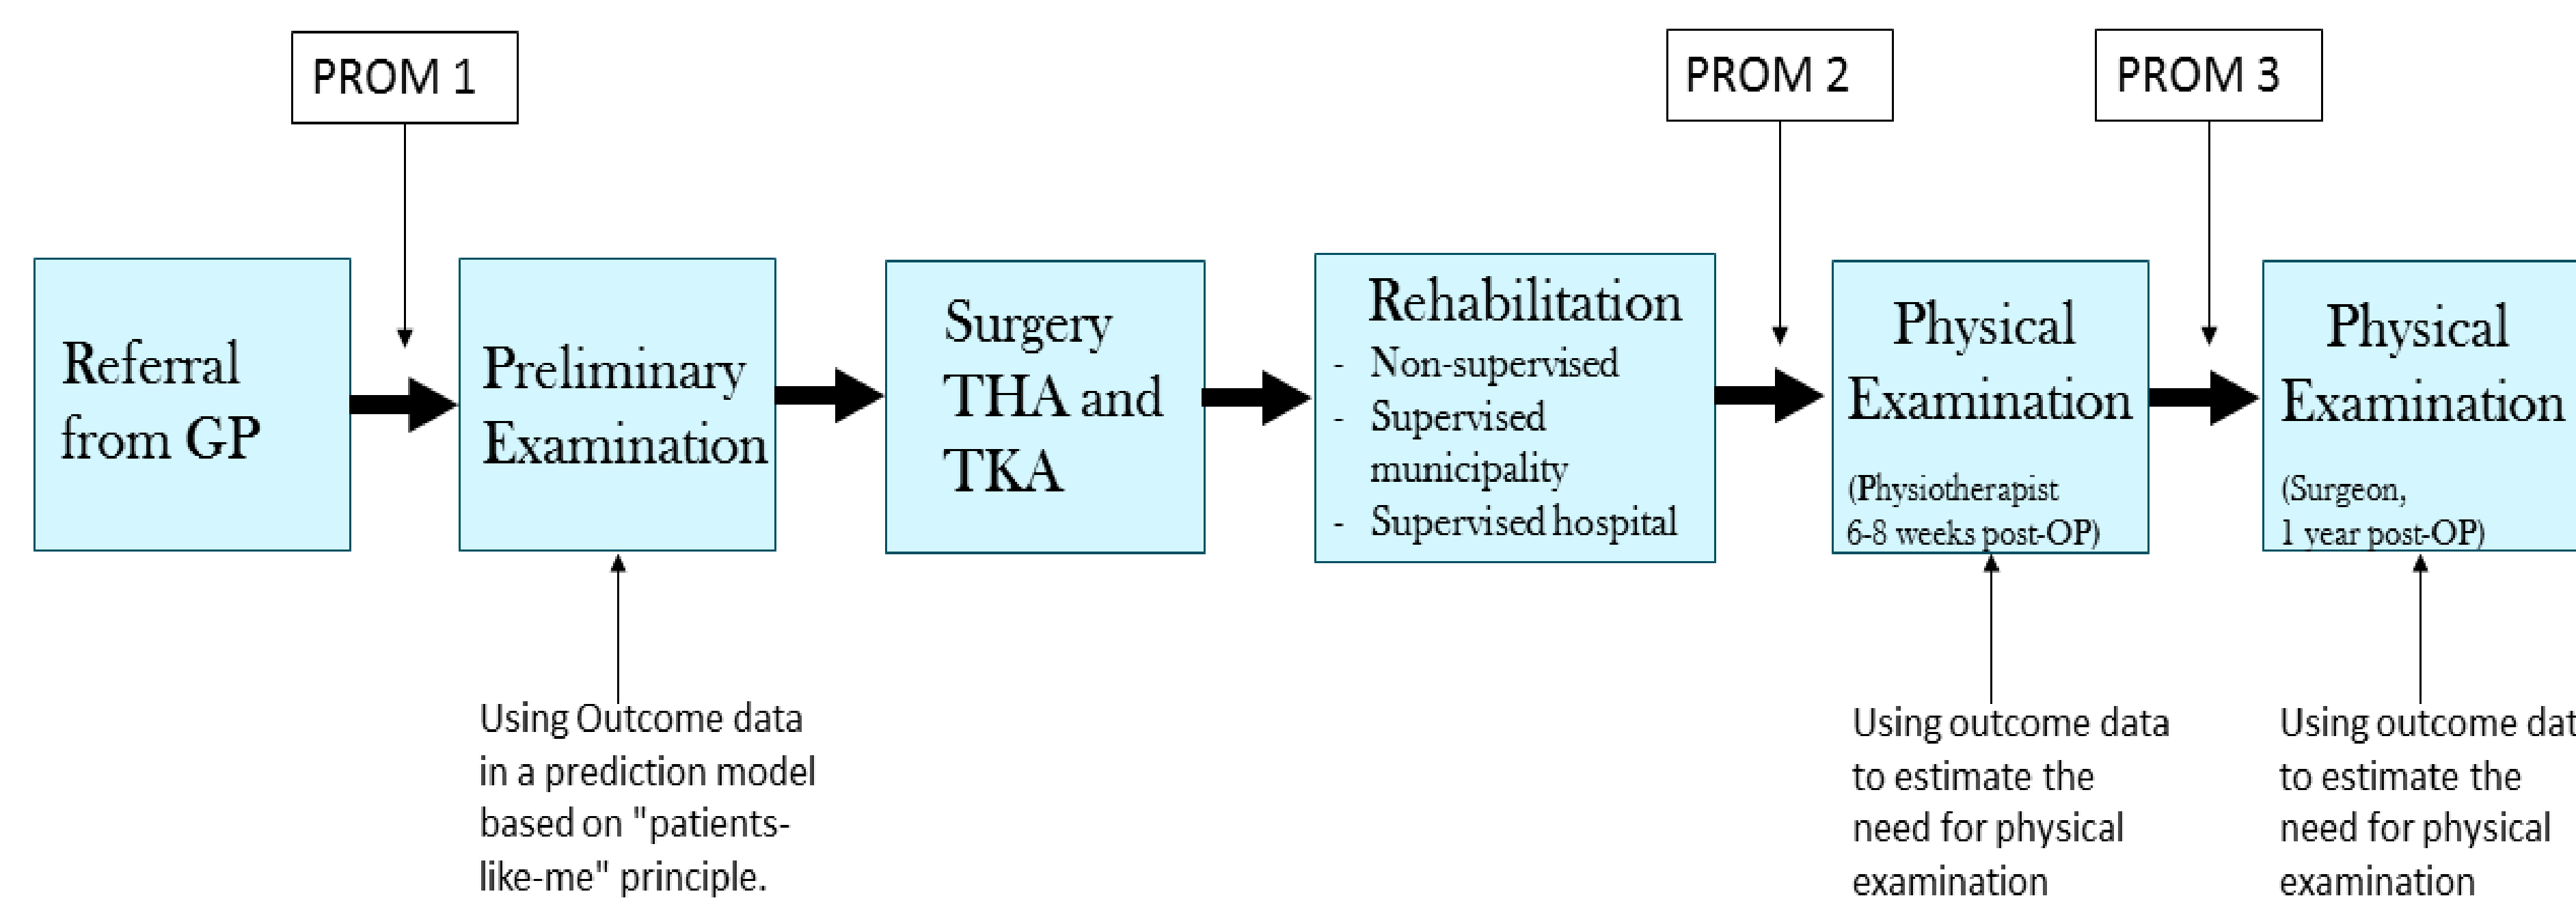 PROM 1
PROM 2
PROM 3
Referral
from GP
Preliminary
Examination
Surgery
THA and
TKA
Rehabilitation
- Non-supervised
- Supervised
municipality
- Supervised hospital
Physical
Examination
(Physiotherapist
6-8 weeks post-OP)
Physical
Examination
(Surgeon,
1 year post-OP)
Using Outcome data
in a prediction model
based on "patients-
like-me" principle.
Using outcome data
to estimate the
need for physical
examination
Using outcome dat
to estimate the
need for physical
examination